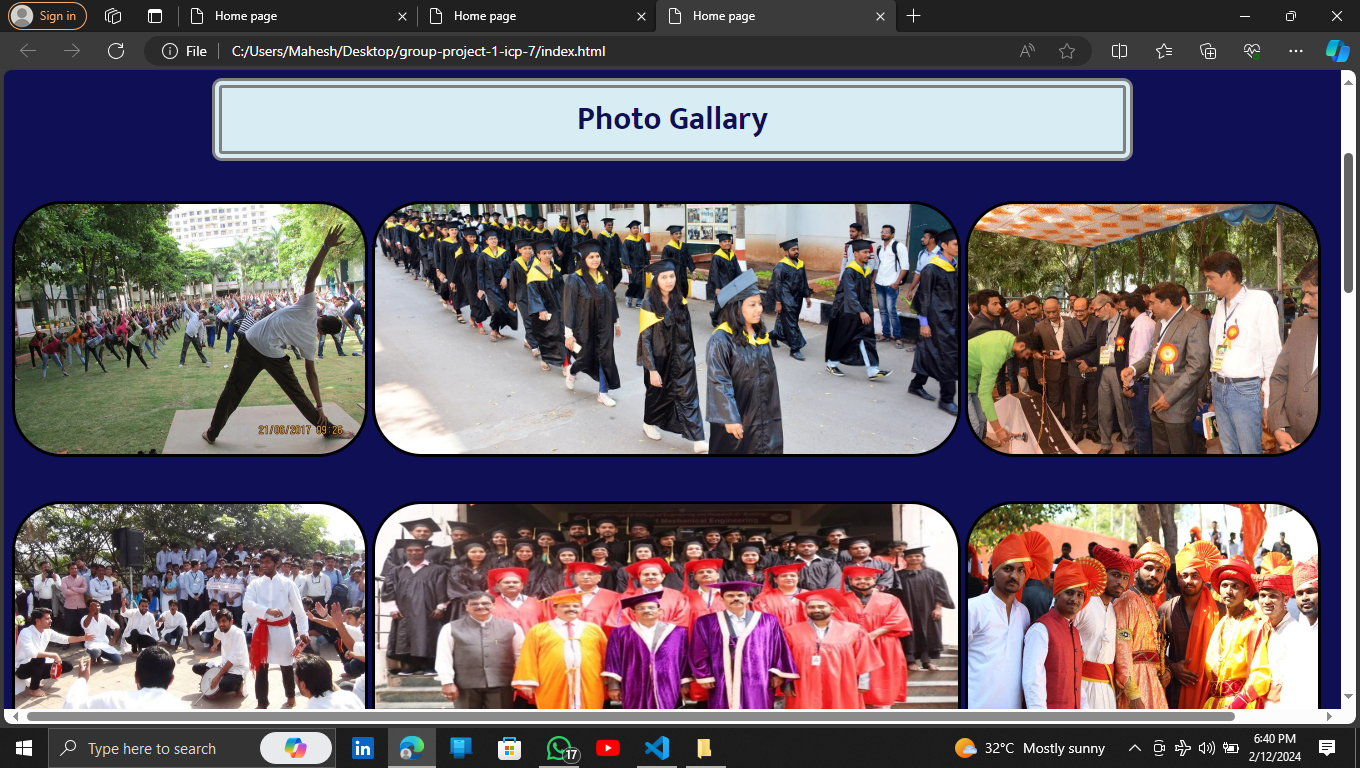 Sign in
Home page
Home page
Home page
File
C:/Users/Mahesh/Desktop/group-project-1-icp-7/index.html
Photo Gallary
21/06/2017 09:26
Type here to search
17
32°C Mostly sunny
6:40 PM
2/12/2024